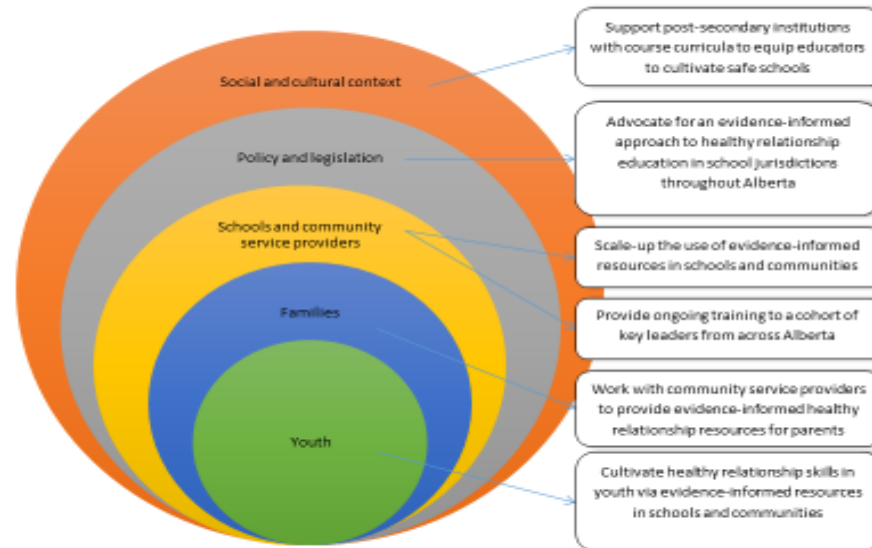 Social and cultural context
Policy and legislation
Schools and community
service providers
Families
Youth
Support post-secondary institutions
with course curricula to equip educators
to cultivate safe schools
Advocate for an evidence-informed
approach to healthy relationship
education in school jurisdictions
throughout Alberta
Scale-up the use of evidence-informed
resources in schools and communities
Provide ongoing training to a cohort of
key leaders from across Alberta
Work with community service providers
to provide evidence-informed healthy
relationship resources for parents
Cultivate healthy relationship skills in
youth via evidence-informed resources
in schools and communities